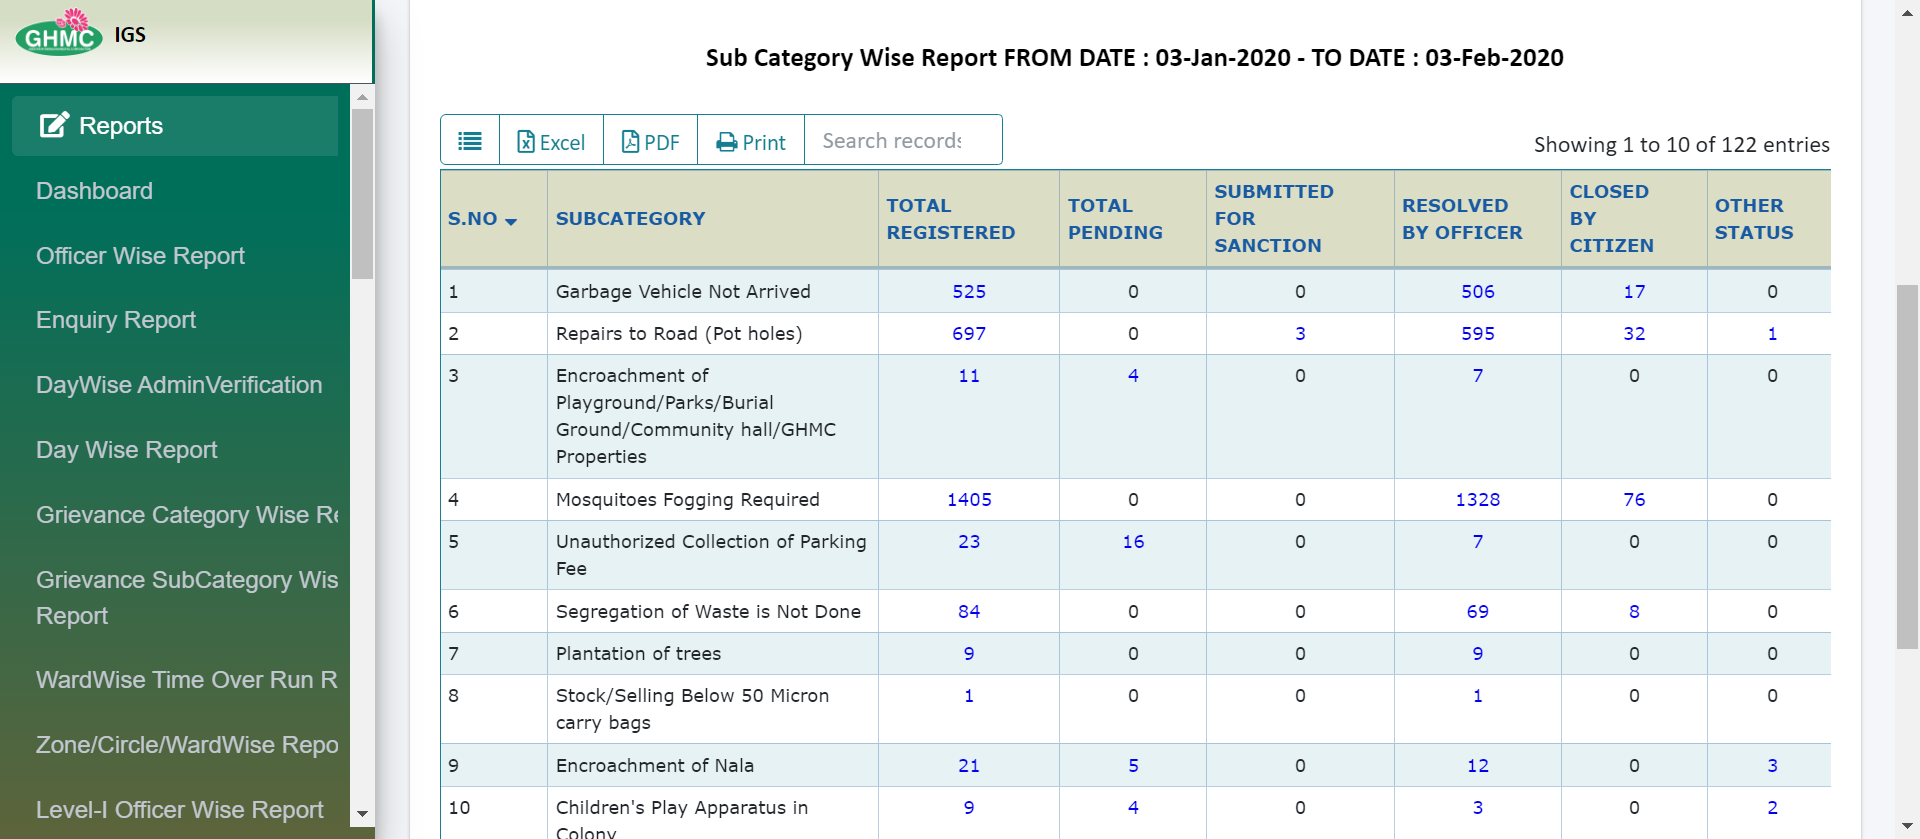 GHMC IGS
Reports
Dashboard
Officer Wise Report
Enquiry Report
DayWise AdminVerification
Day Wise Report
Grievance Category Wise Re
Grievance SubCategory Wis
Report
WardWise Time Over Run R
Zone/Circle/WardWise Repo
Level-I Officer Wise Report
Sub Category Wise Report FROM DATE : 03-Jan-2020 - TO DATE : 03-Feb-2020
Excel PDF Print Search records
Showing 1 to 10 of 122 entries
S.NO SUBCATEGORY TOTAL REGISTERED TOTAL PENDING SUBMITTED FOR SANCTION RESOLVED BY OFFICER CLOSED BY CITIZEN OTHER STATUS
1 Garbage Vehicle Not Arrived 525 0 0 506 17 0
2 Repairs to Road (Pot holes) 697 0 3 595 32 1
3 Encroachment of 11 4 0 7 0 0
Playground/Parks/Burial
Ground/Community hall/GHMC
Properties
4 Mosquitoes Fogging Required 1405 0 0 1328 76 0
5 Unauthorized Collection of Parking 23 16 0 7 0 0
Fee
6 Segregation of Waste is Not Done 84 0 0 69 8 0
7 Plantation of trees 9 0 0 9 0 0
8 Stock/Selling Below 50 Micron 1 0 0 1 0 0
carry bags
9 Encroachment of Nala 21 5 0 12 0 3
10 Children's Play Apparatus in 9 4 0 3 0 2
Colony